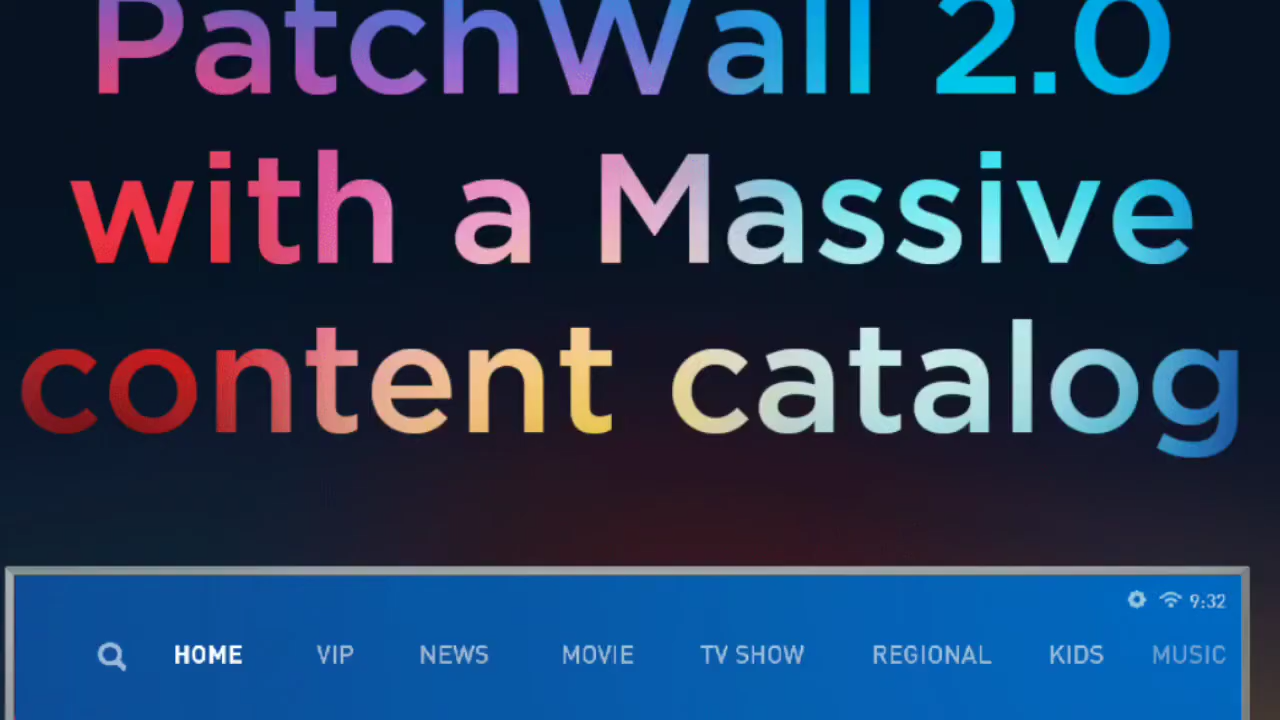 PatchWall 2.0
with a Massive
content catalog
9:32
HOME VIP NEWS MOVIE TV SHOW REGIONAL KIDS MUSIC